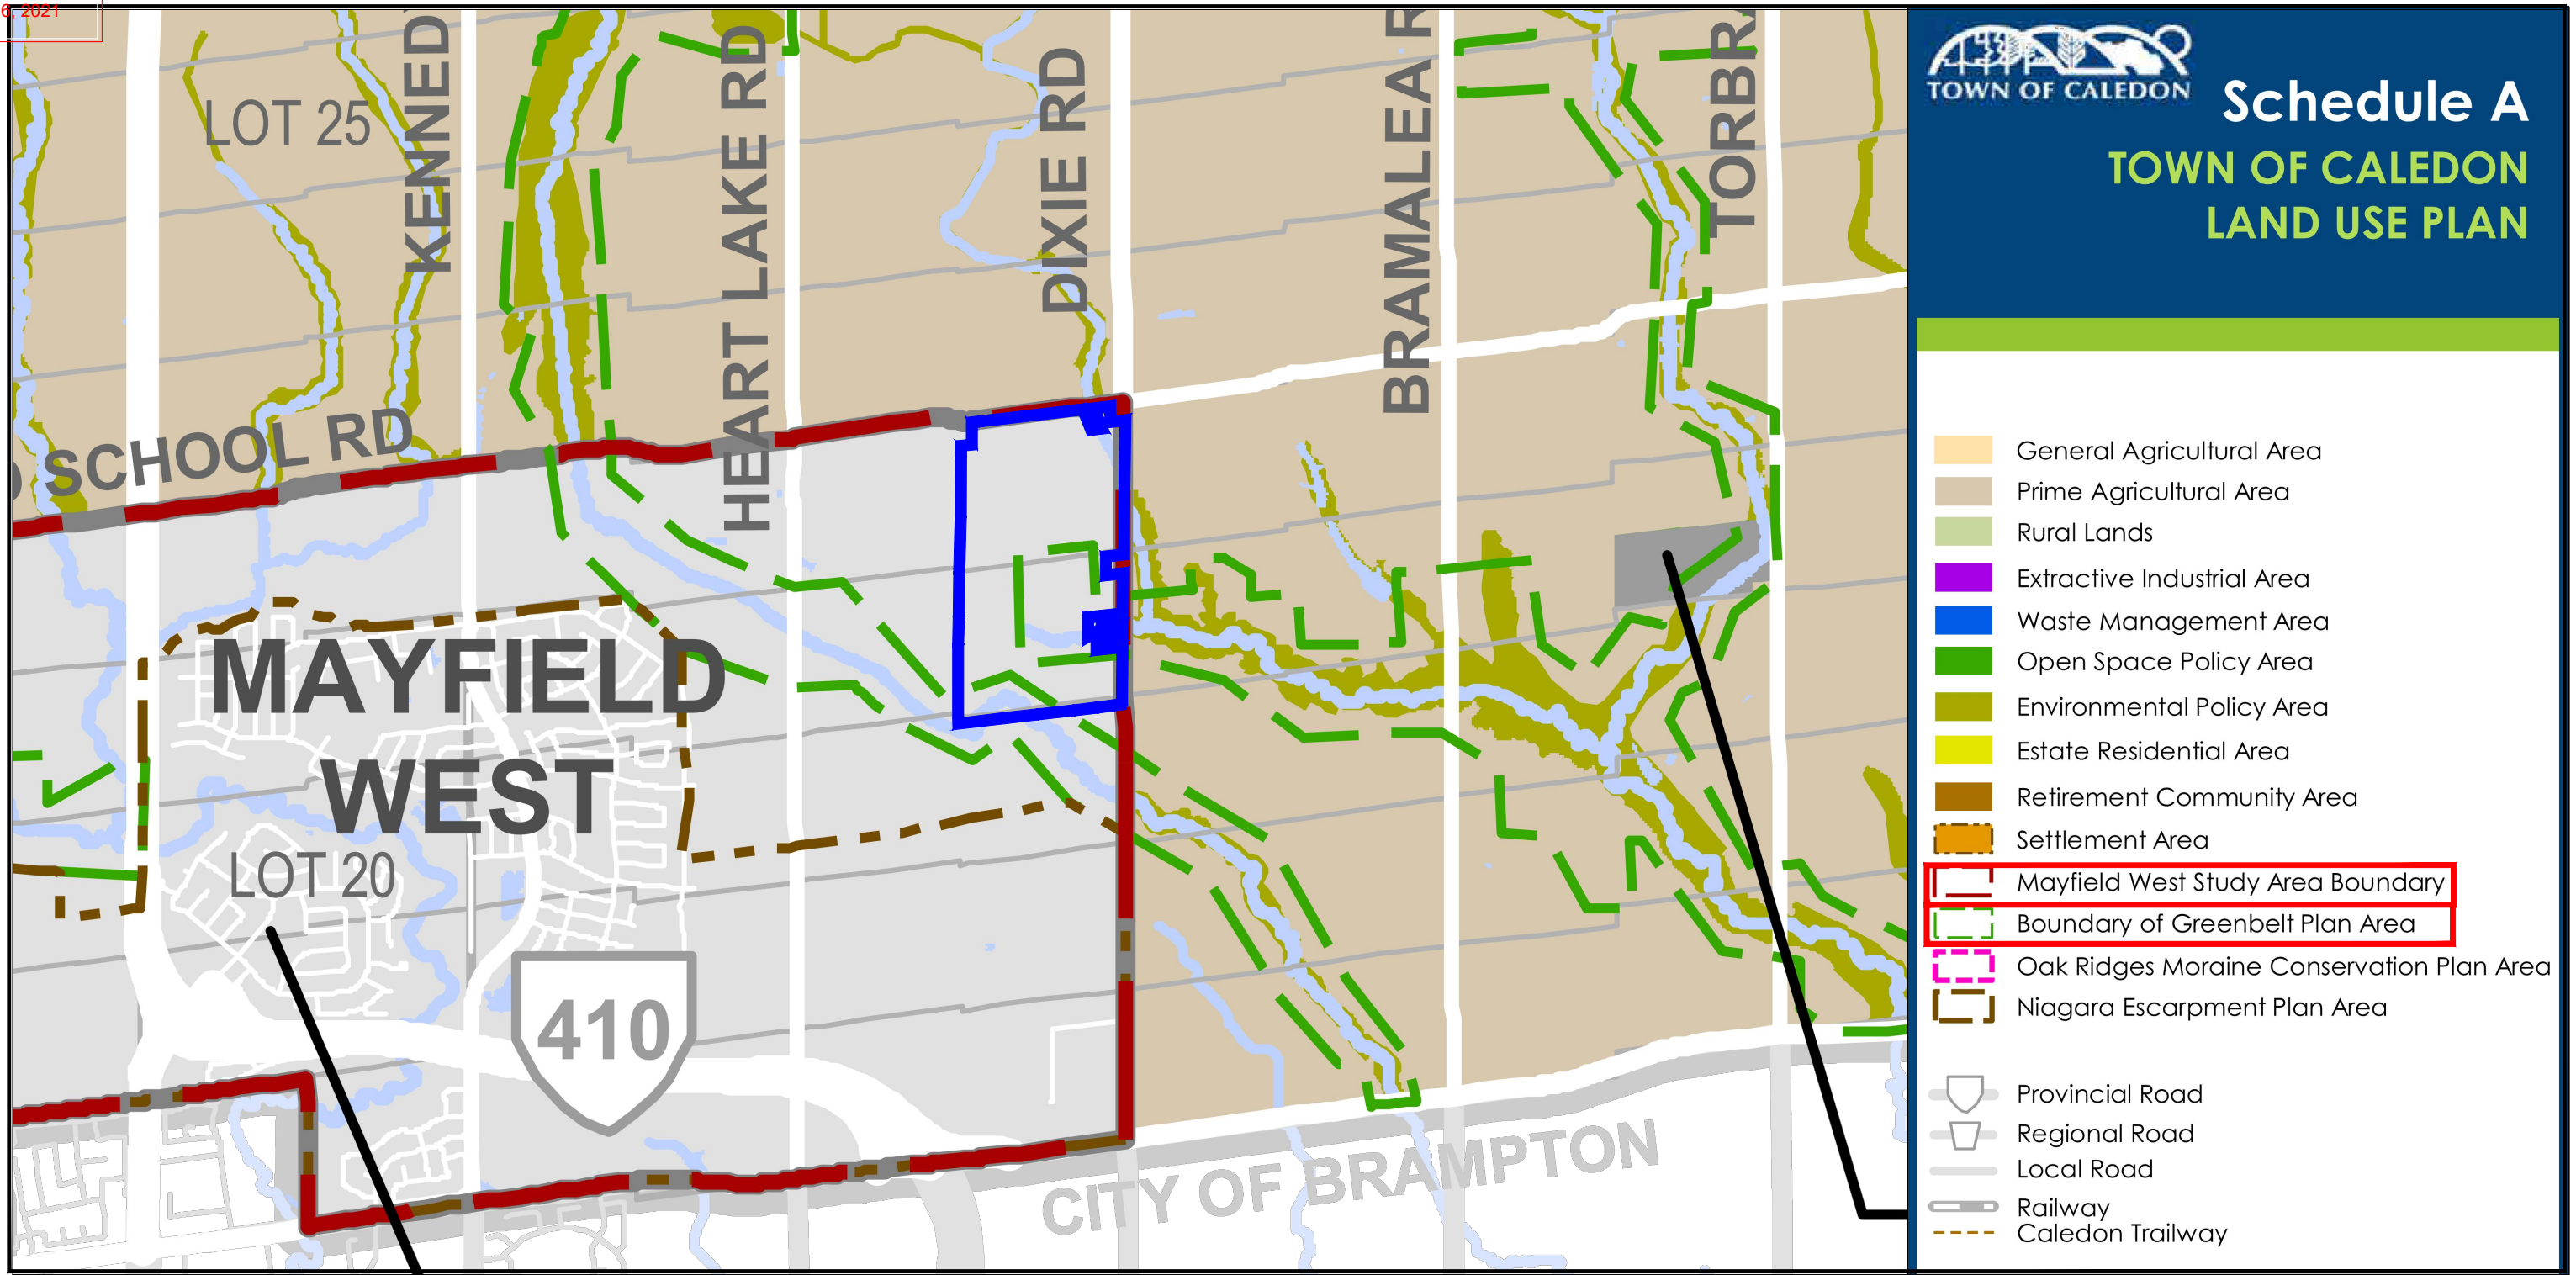 6, 2021
LOT 25
KENNED
HEART LAKE RD
DIXIE RD
BRAMALEA R
TORBR
SCHOOL RD
MAYFIELD
WEST
LOT 20
410
CITY OF BRAMPTON
TOWN OF CALEDON
Schedule A
TOWN OF CALEDON
LAND USE PLAN
General Agricultural Area
Prime Agricultural Area
Rural Lands
Extractive Industrial Area
Waste Management Area
Open Space Policy Area
Environmental Policy Area
Estate Residential Area
Retirement Community Area
Settlement Area
Mayfield West Study Area Boundary
Boundary of Greenbelt Plan Area
Oak Ridges Moraine Conservation Plan Area
Niagara Escarpment Plan Area
Provincial Road
Regional Road
Local Road
Railway
Caledon Trailway